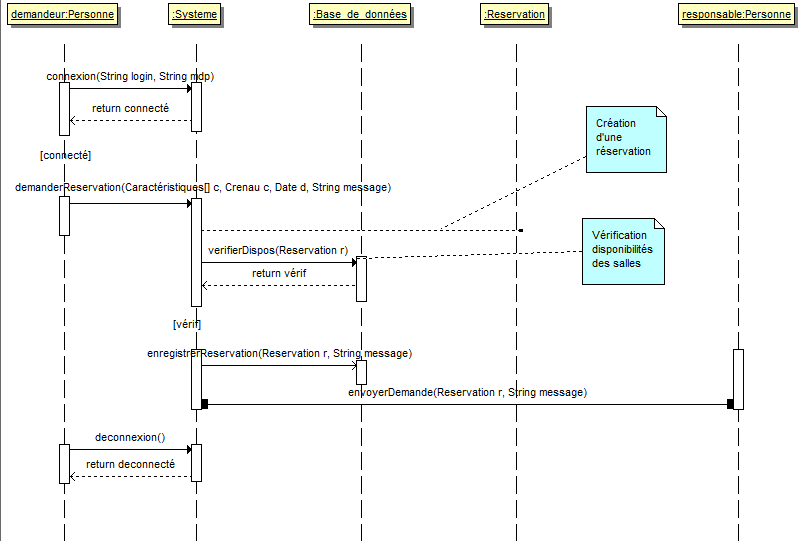 demandeur:Personne
:Systeme
:Base_de_données
:Reservation
responsable:Personne
connexion(String login, String mdp)
return connecté
Création
d'une
réservation
[connecté]
demanderReservation(Caractéristiques[] c, Crenau c, Date d, String message)
Vérification
disponibilités
des salles
verifierDispos(Reservation r)
return vérif
[vérif]
enregistrerReservation(Reservation r, String message)
envoyerDemande(Reservation r, String message)
deconnexion()
return deconnecté